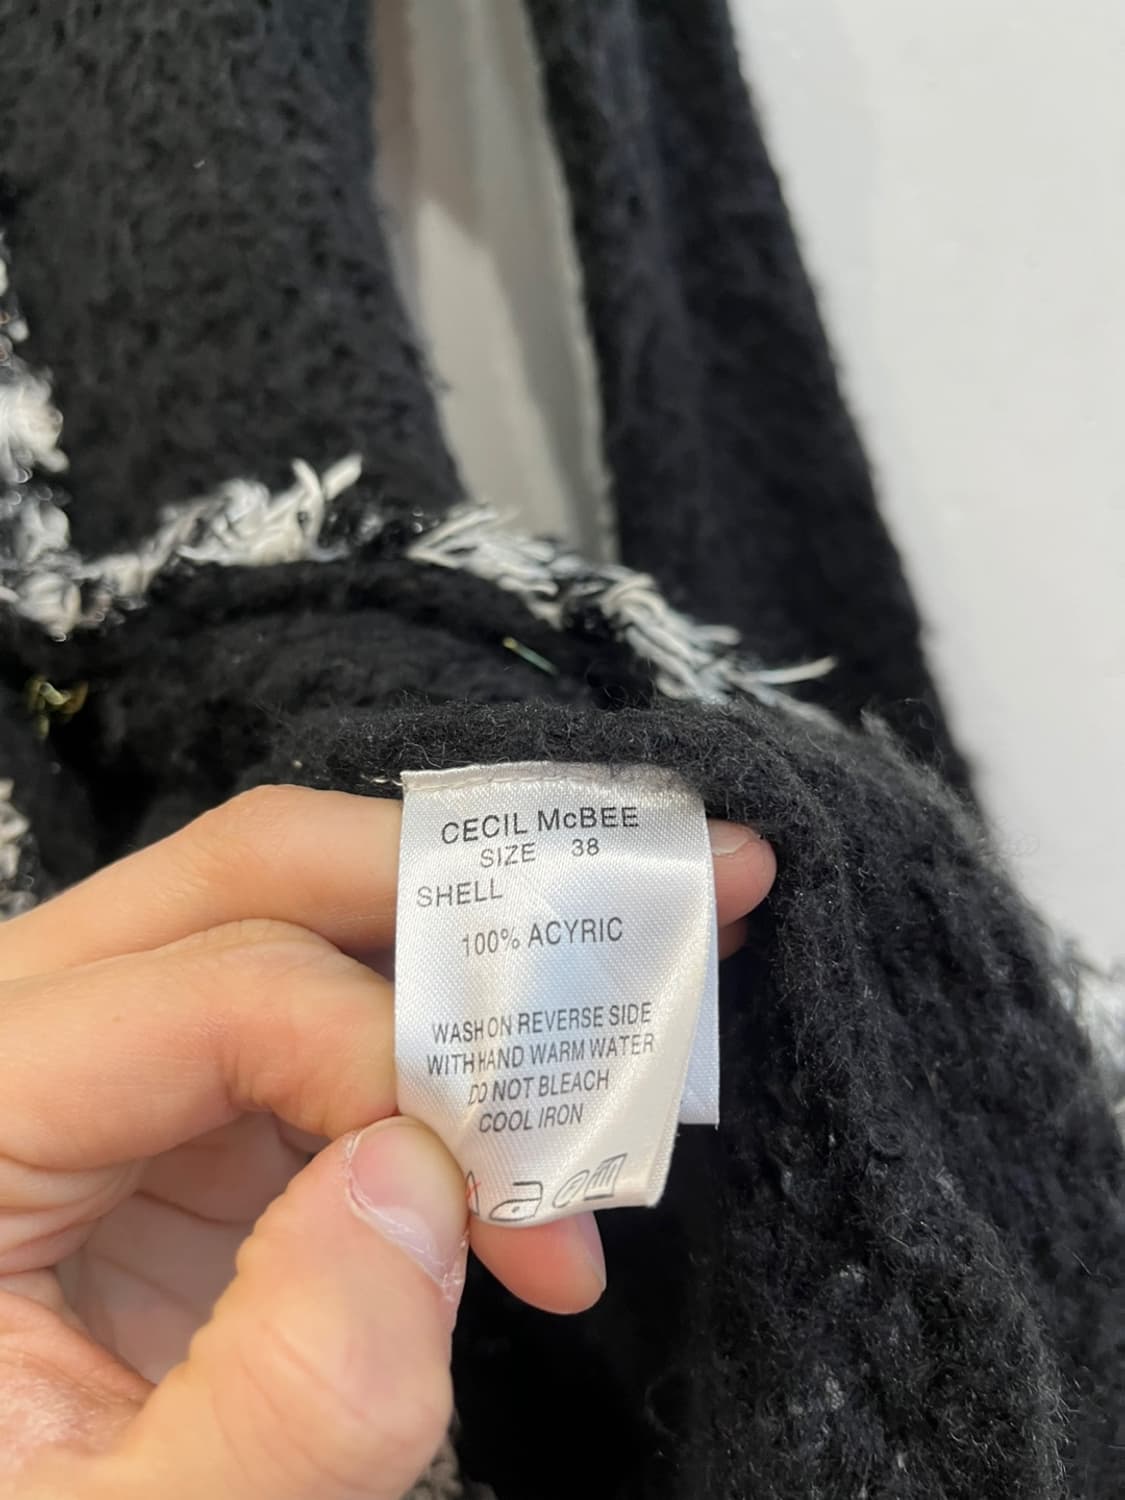 CECIL McBEE
SIZE 38
SHELL
100% ACYRIC
WASH ON REVERSE SIDE
WITH HAND WARM WATER
DO NOT BLEACH
COOL IRON